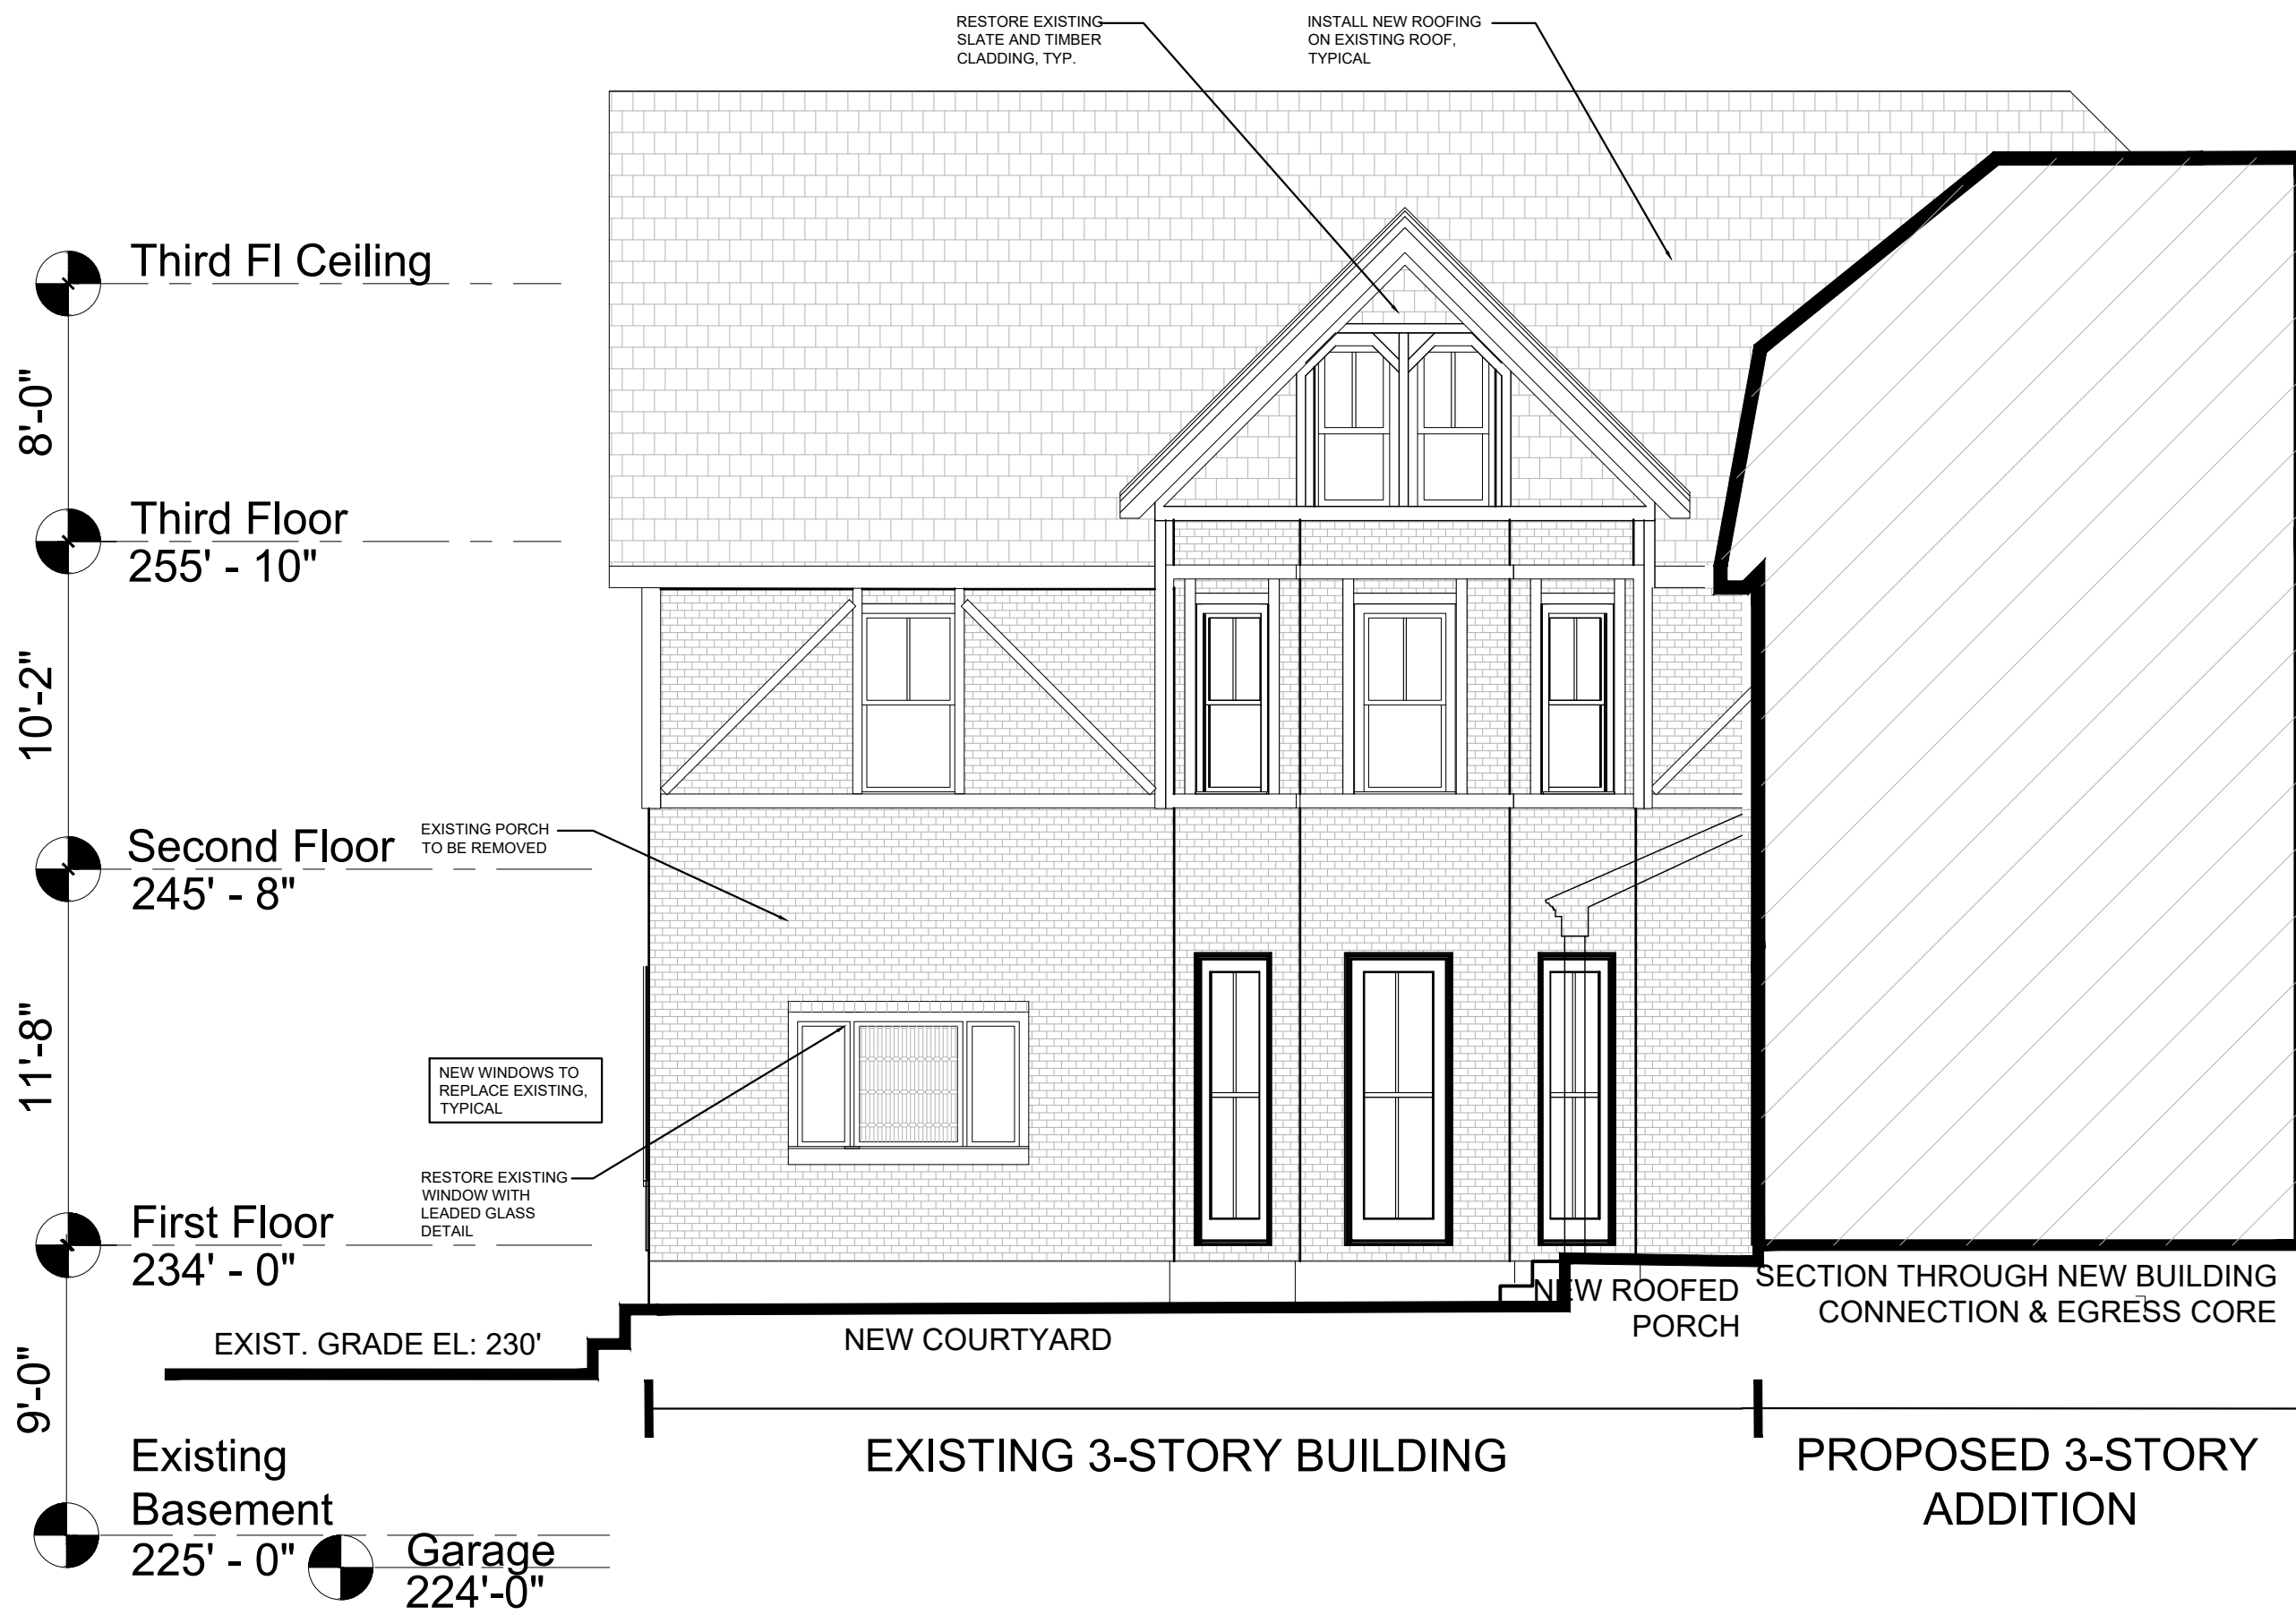 RESTORE EXISTING
SLATE AND TIMBER
CLADDING, TYP.
INSTALL NEW ROOFING
ON EXISTING ROOF,
TYPICAL
Third Fl Ceiling
8'-0"
Third Floor
255' - 10"
10'-2"
Second Floor
245' - 8"
EXISTING PORCH
TO BE REMOVED
11'-8"
NEW WINDOWS TO
REPLACE EXISTING,
TYPICAL
RESTORE EXISTING
WINDOW WITH
LEADED GLASS
DETAIL
First Floor
234' - 0"
NEW ROOFED
PORCH
SECTION THROUGH NEW BUILDING
CONNECTION & EGRESS CORE
EXIST. GRADE EL: 230'
NEW COURTYARD
9'-0"
EXISTING 3-STORY BUILDING
PROPOSED 3-STORY
ADDITION
Existing
Basement
225' - 0"
Garage
224'-0"